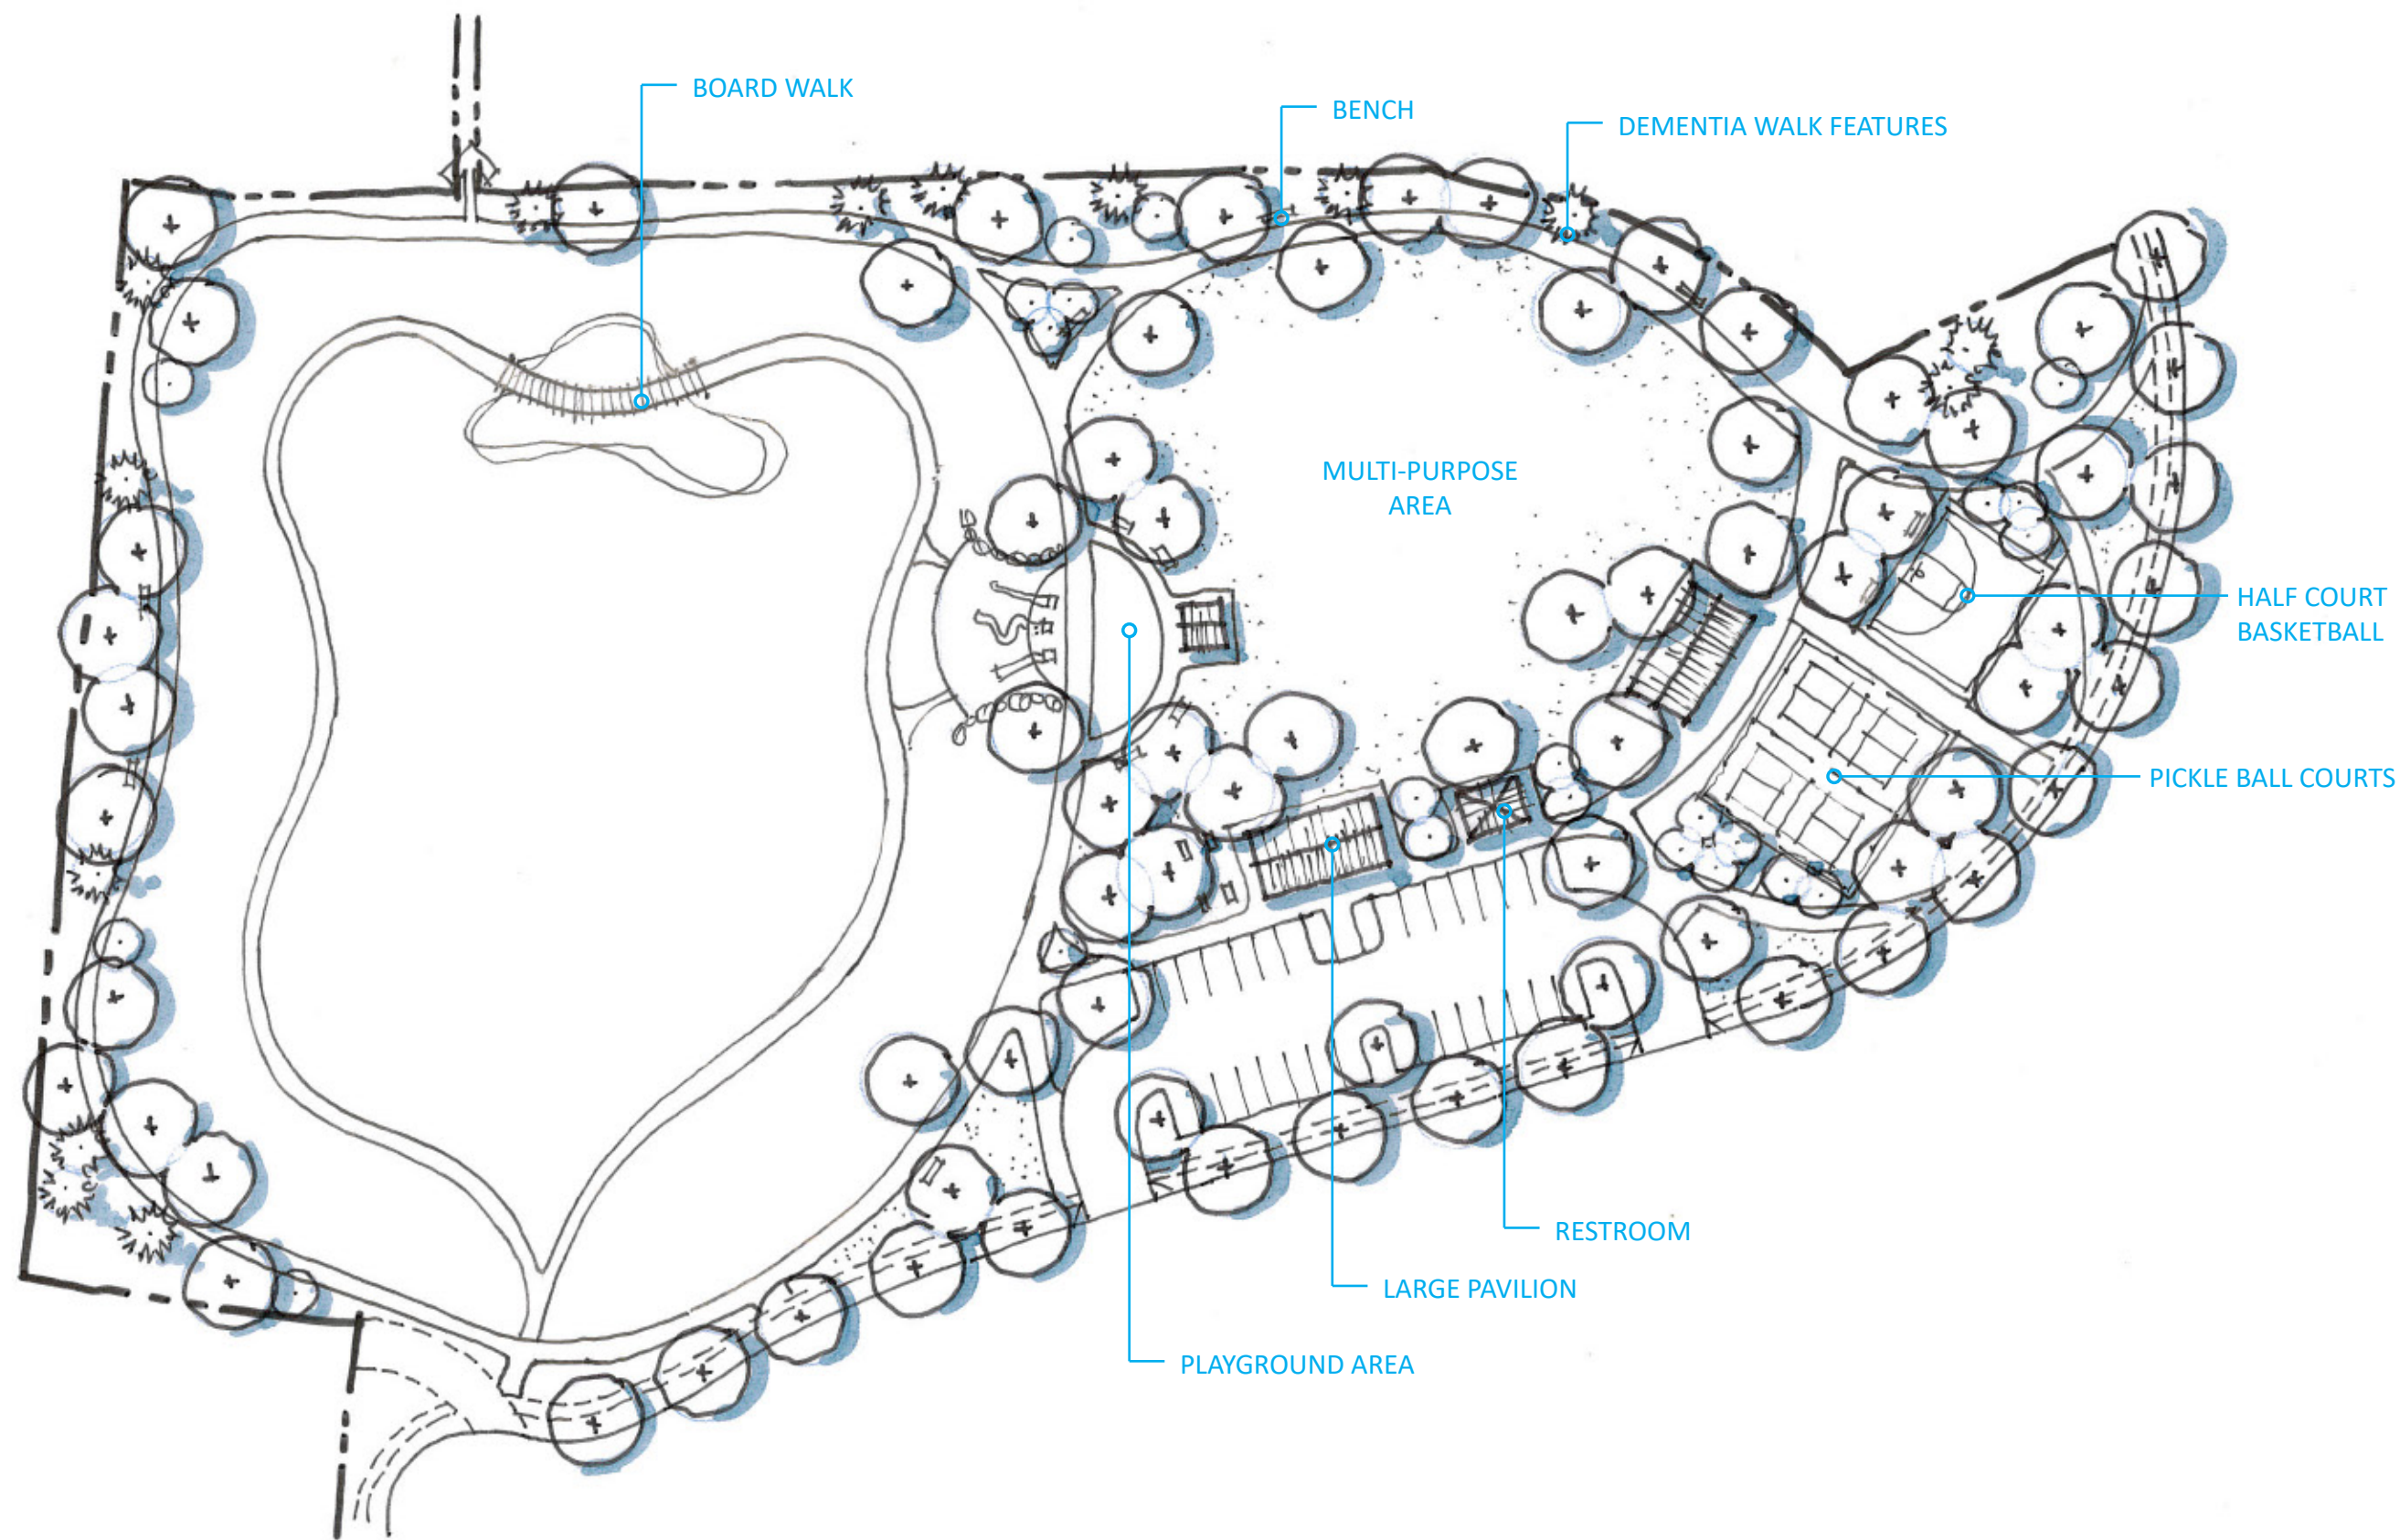 BOARD WALK
BENCH
DEMENTIA WALK FEATURES
MULTI-PURPOSE
AREA
HALF COURT
BASKETBALL
PICKLE BALL COURTS
RESTROOM
LARGE PAVILION
PLAYGROUND AREA